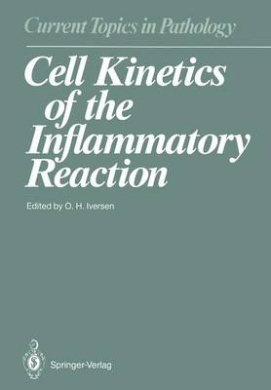 Current Topics in Pathology
Cell Kinetics
of the
Inflammatory
Reaction
Edited by O. H. Iversen
Springer-Verlag